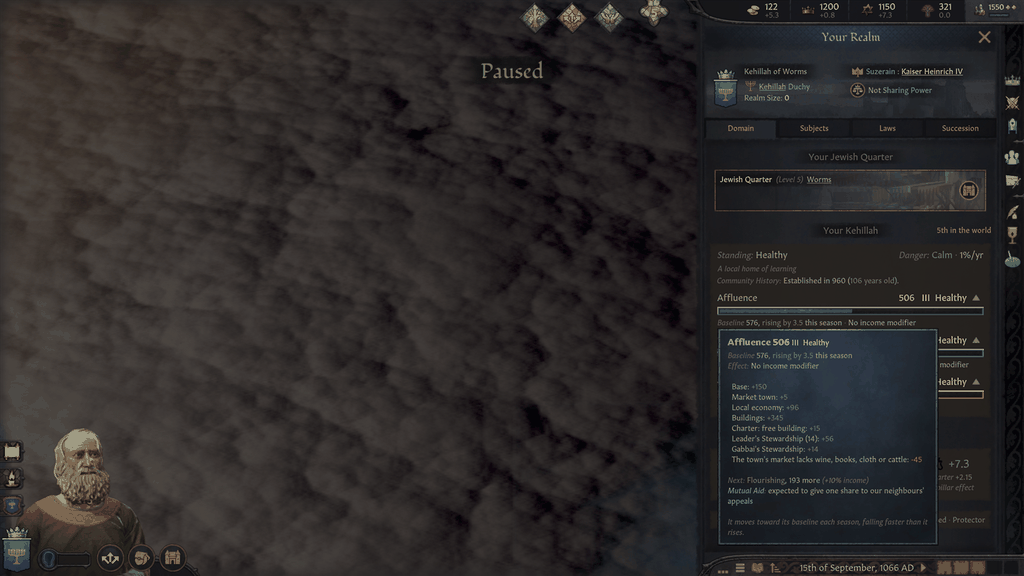 122
+5.3
1200
+0.8
1150
+7.3
321
0.0
1550
Paused
Your Realm
Kehillah of Worms
Kehillah Duchy
Realm Size: 0
Suzerain : Kaiser Heinrich IV
Not Sharing Power
Domain
Subjects
Laws
Succession
Your Jewish Quarter
Jewish Quarter (Level 5) Worms
Your Kehillah
5th in the world
Standing: Healthy
Danger: Calm · 1%/yr
A local home of learning
Community History: Established in 960 (106 years old).
Affluence
506 III Healthy
Baseline 576, rising by 3.5 this season · No income modifier
Affluence 506 III Healthy
Baseline 576, rising by 3.5 this season
Effect: No income modifier
Base: +150
Market town: +5
Local economy: +96
Buildings: +345
Charter: free building: +15
Leader's Stewardship (14): +56
Gabbai's Stewardship: +14
The town's market lacks wine, books, cloth or cattle: -45
Next: Flourishing, 193 more (+10% income)
Mutual Aid: expected to give one share to our neighbours'
appeals
It moves toward its baseline each season, falling faster than it
rises.
Healthy
modifier
Healthy
+7.3
+2.15
effect
Protector
15th of September, 1066 AD